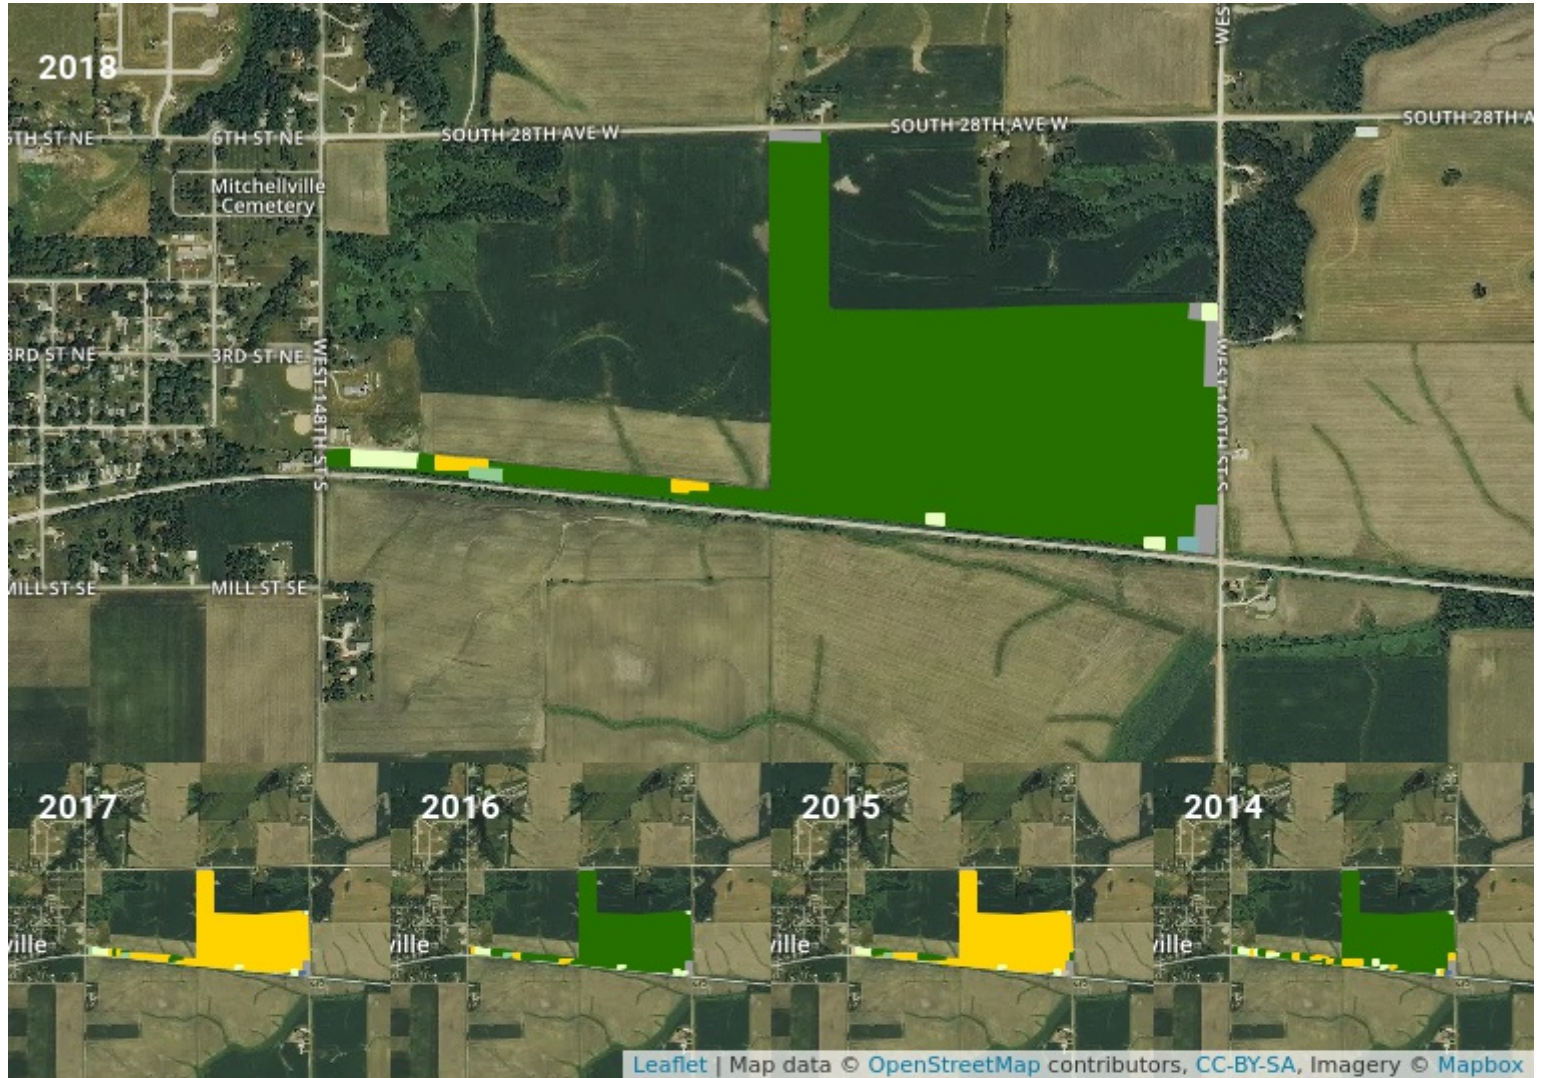 2018
WES
5TH ST NE
6TH ST NE
SOUTH 28TH AVE W
SOUTH 28TH AVE W
SOUTH 28TH A
Mitchellville
Cemetery
3RD ST NE
3RD ST NE
WEST 148TH ST S
WEST 140TH ST S
MILL ST SE
MILL ST SE
2017
2016
2015
2014
ville
ville
ville
ville
Leaflet | Map data © OpenStreetMap contributors, CC-BY-SA, Imagery © Mapbox